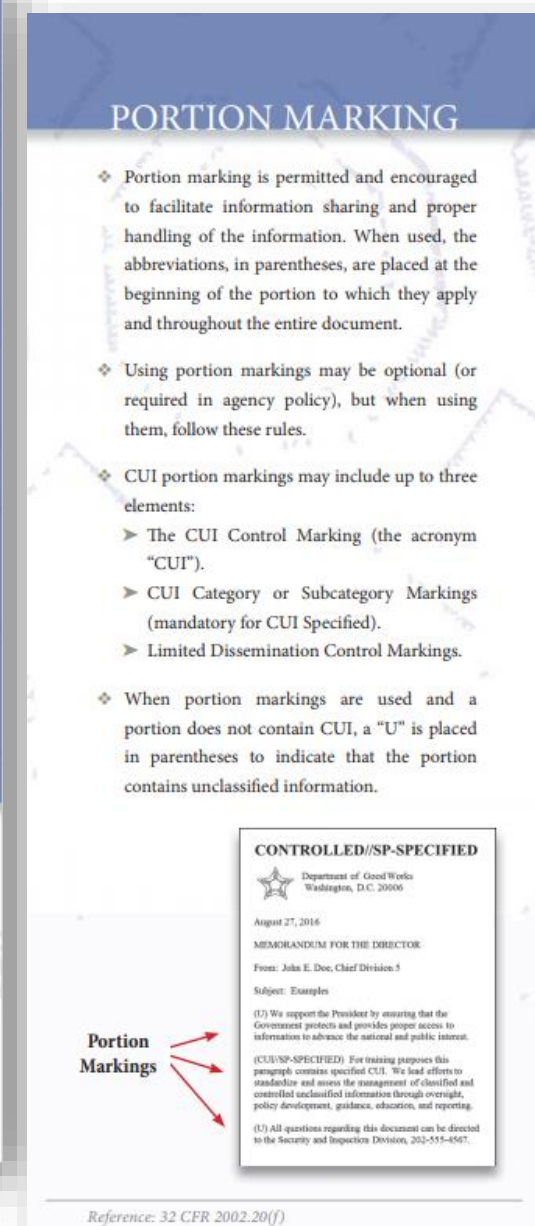 PORTION MARKING
❖ Portion marking is permitted and encouraged
to facilitate information sharing and proper
handling of the information. When used, the
abbreviations, in parentheses, are placed at the
beginning of the portion to which they apply
and throughout the entire document.
❖ Using portion markings may be optional (or
required in agency policy), but when using
them, follow these rules.
❖ CUI portion markings may include up to three
elements:
➤ The CUI Control Marking (the acronym
“CUI”).
➤ CUI Category or Subcategory Markings
(mandatory for CUI Specified).
➤ Limited Dissemination Control Markings.
❖ When portion markings are used and a
portion does not contain CUI, a “U” is placed
in parentheses to indicate that the portion
contains unclassified information.
CONTROLLED//SP-SPECIFIED
Department of Good Works
Washington, D.C. 20006
August 27, 2016
MEMORANDUM FOR THE DIRECTOR
From: John E. Doe, Chief Division 5
Subject: Examples
(U) We support the President by ensuring that the
Government protects and provides proper access to
information to advance the national and public interest.
(CUI//SP-SPECIFIED) For training purposes this
paragraph contains specified CUI. We lead efforts to
standardize and assess the management of classified and
controlled unclassified information through oversight,
policy development, guidance, education, and reporting.
(U) All questions regarding this document can be directed
to the Security and Inspection Division, 202-555-4567.
Portion
Markings
Reference: 32 CFR 2002.20(f)